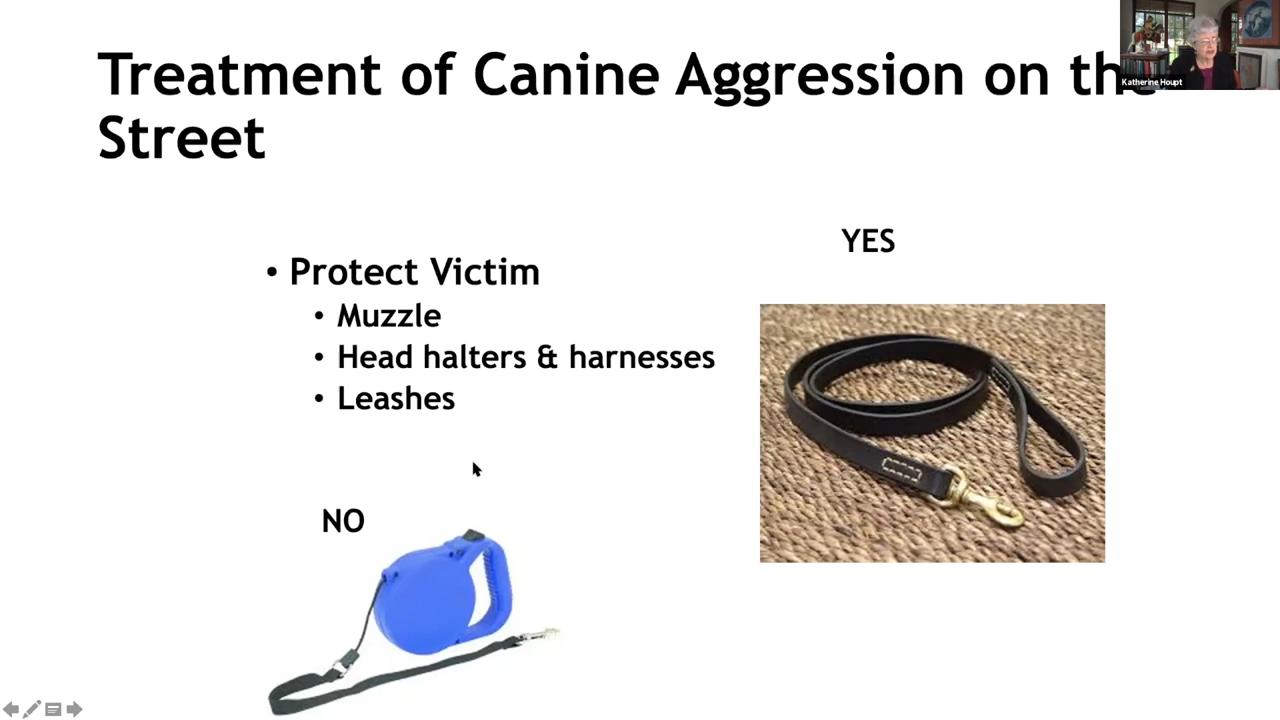 Treatment of Canine Aggression on the
Street
Katherine Houpt
YES
• Protect Victim
• Muzzle
• Head halters & harnesses
• Leashes
NO